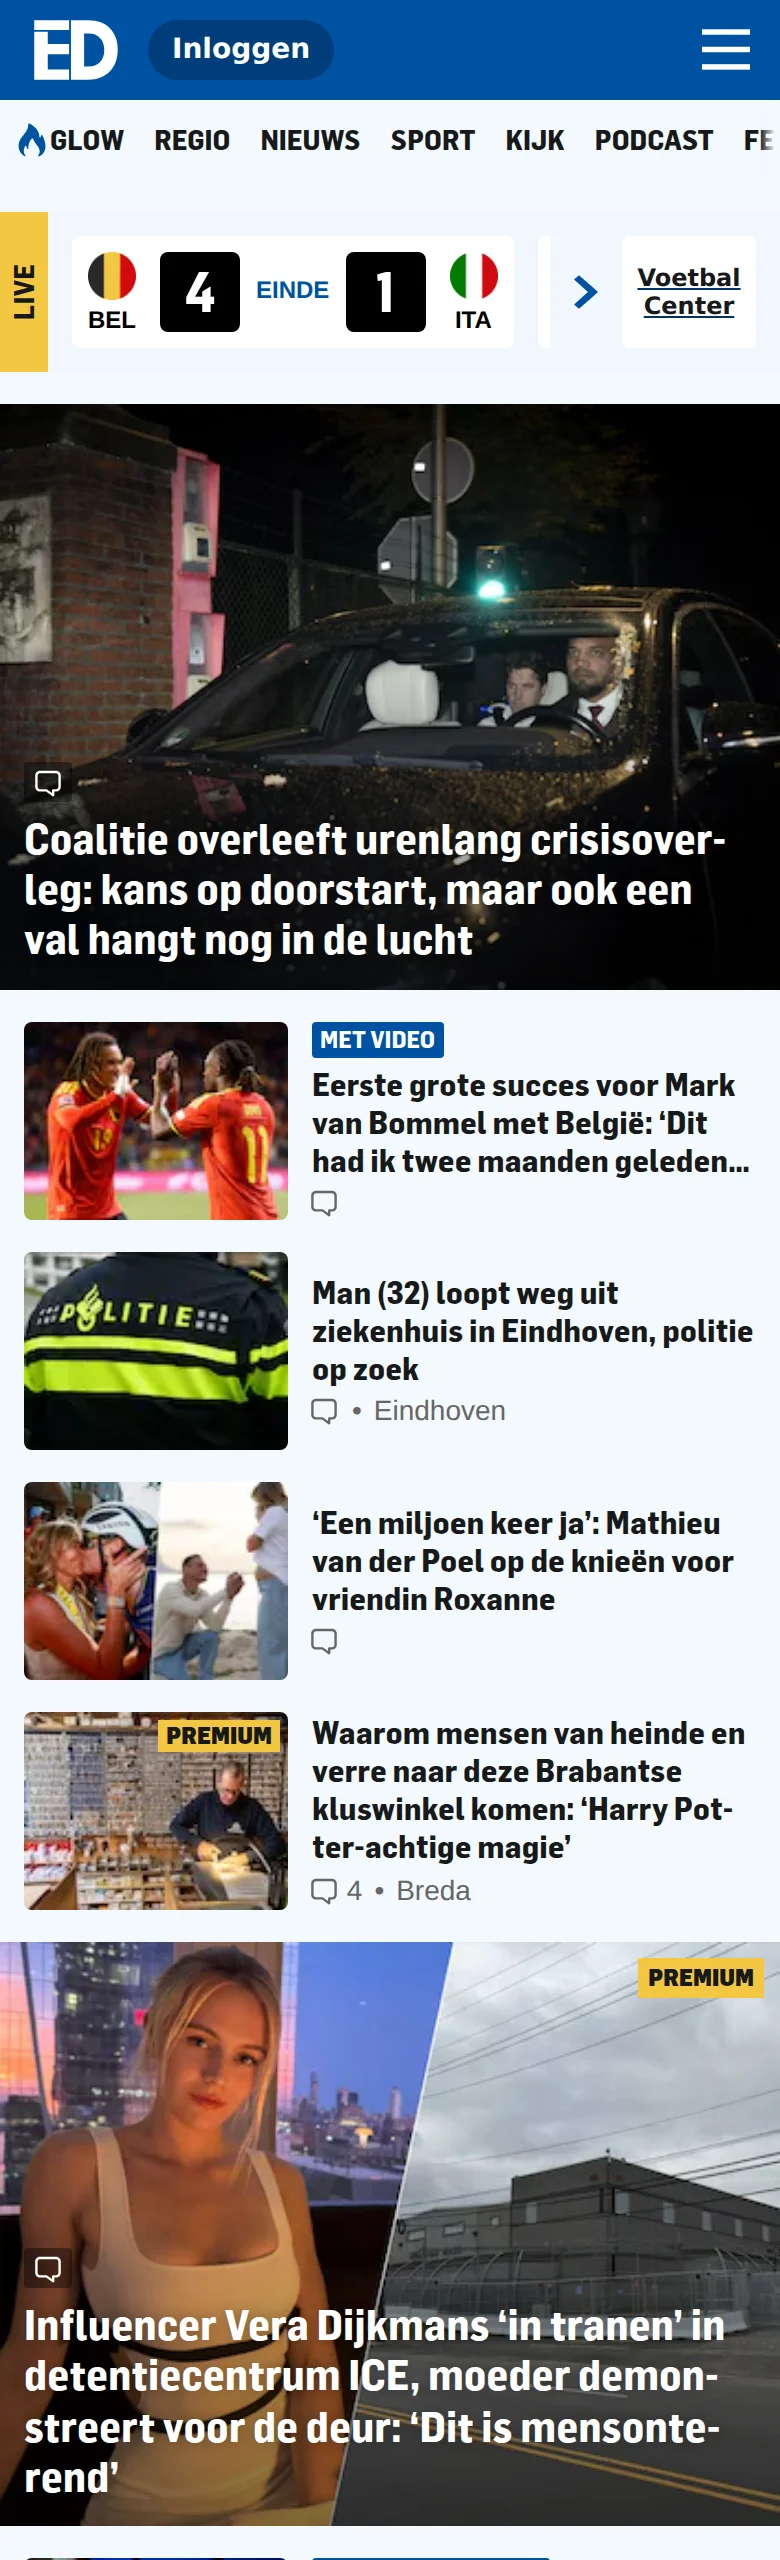 ED
Inloggen
GLOW REGIO NIEUWS SPORT KIJK PODCAST FE
LIVE
BEL 4 EINDE 1 ITA
Voetbal
Center
Coalitie overleeft urenlang crisisover-
leg: kans op doorstart, maar ook een
val hangt nog in de lucht
MET VIDEO
Eerste grote succes voor Mark
van Bommel met België: ‘Dit
had ik twee maanden geleden...
19
11
POLITIE
Man (32) loopt weg uit
ziekenhuis in Eindhoven, politie
op zoek
• Eindhoven
‘Een miljoen keer ja’: Mathieu
van der Poel op de knieën voor
vriendin Roxanne
PREMIUM
Waarom mensen van heinde en
verre naar deze Brabantse
kluswinkel komen: ‘Harry Pot-
ter-achtige magie’
4 • Breda
PREMIUM
Influencer Vera Dijkmans ‘in tranen’ in
detentiecentrum ICE, moeder demon-
streert voor de deur: ‘Dit is mensonte-
rend’